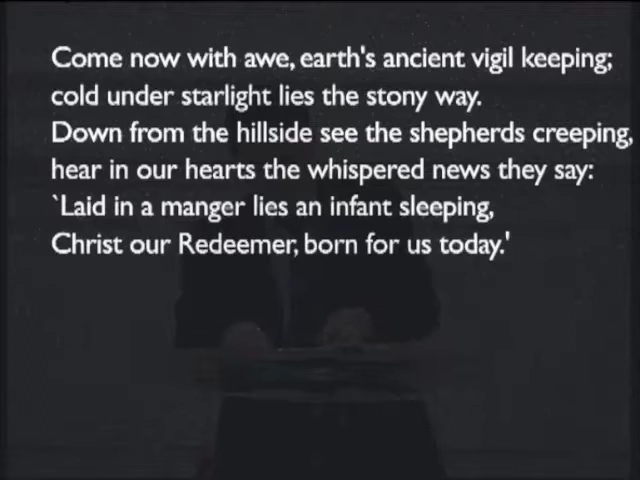 Come now with awe, earth's ancient vigil keeping;
cold under starlight lies the stony way.
Down from the hillside see the shepherds creeping,
hear in our hearts the whispered news they say:
`Laid in a manger lies an infant sleeping,
Christ our Redeemer, born for us today.'